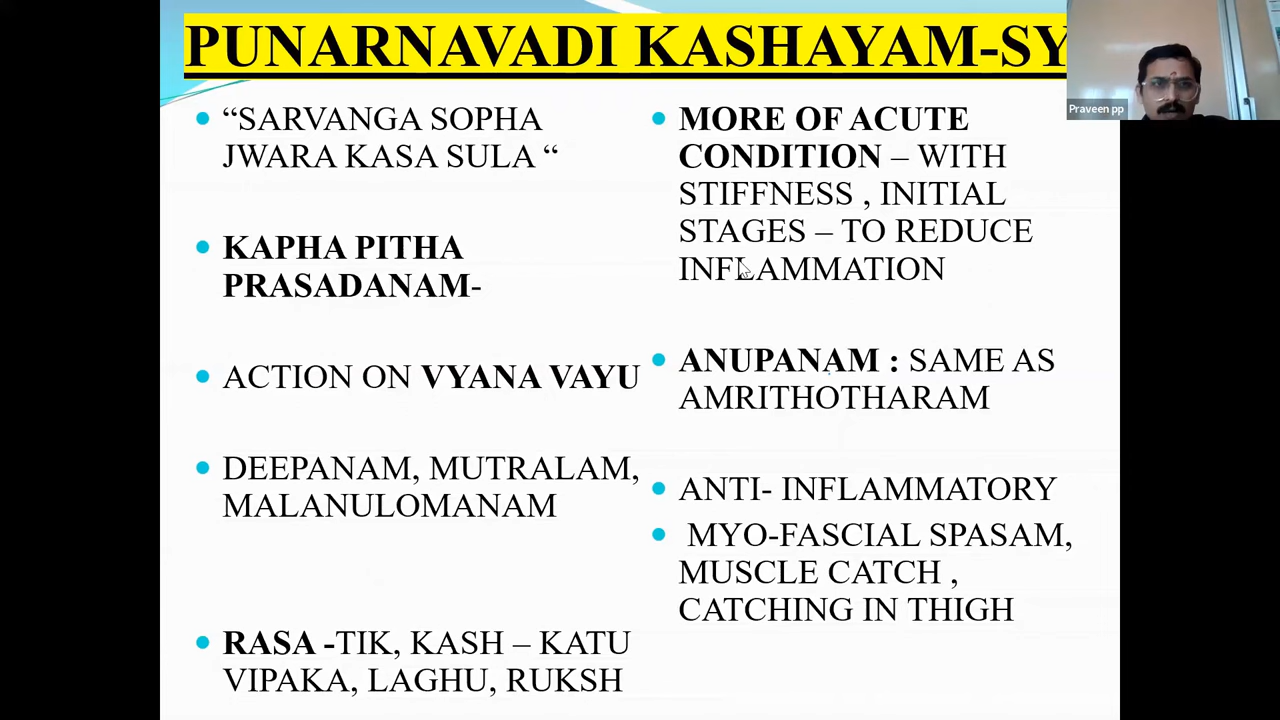 PUNARNAVADI KASHAYAM-SY
“SARVANGA SOPHA
JWARA KASA SULA “
KAPHA PITHA
PRASADANAM-
ACTION ON VYANA VAYU
DEEPANAM, MUTRALAM,
MALANULOMANAM
RASA -TIK, KASH – KATU
VIPAKA, LAGHU, RUKSH
MORE OF ACUTE
CONDITION – WITH
STIFFNESS , INITIAL
STAGES – TO REDUCE
INFLAMMATION
ANUPANAM : SAME AS
AMRITHOTHARAM
ANTI- INFLAMMATORY
MYO-FASCIAL SPASAM,
MUSCLE CATCH ,
CATCHING IN THIGH
Praveen pp